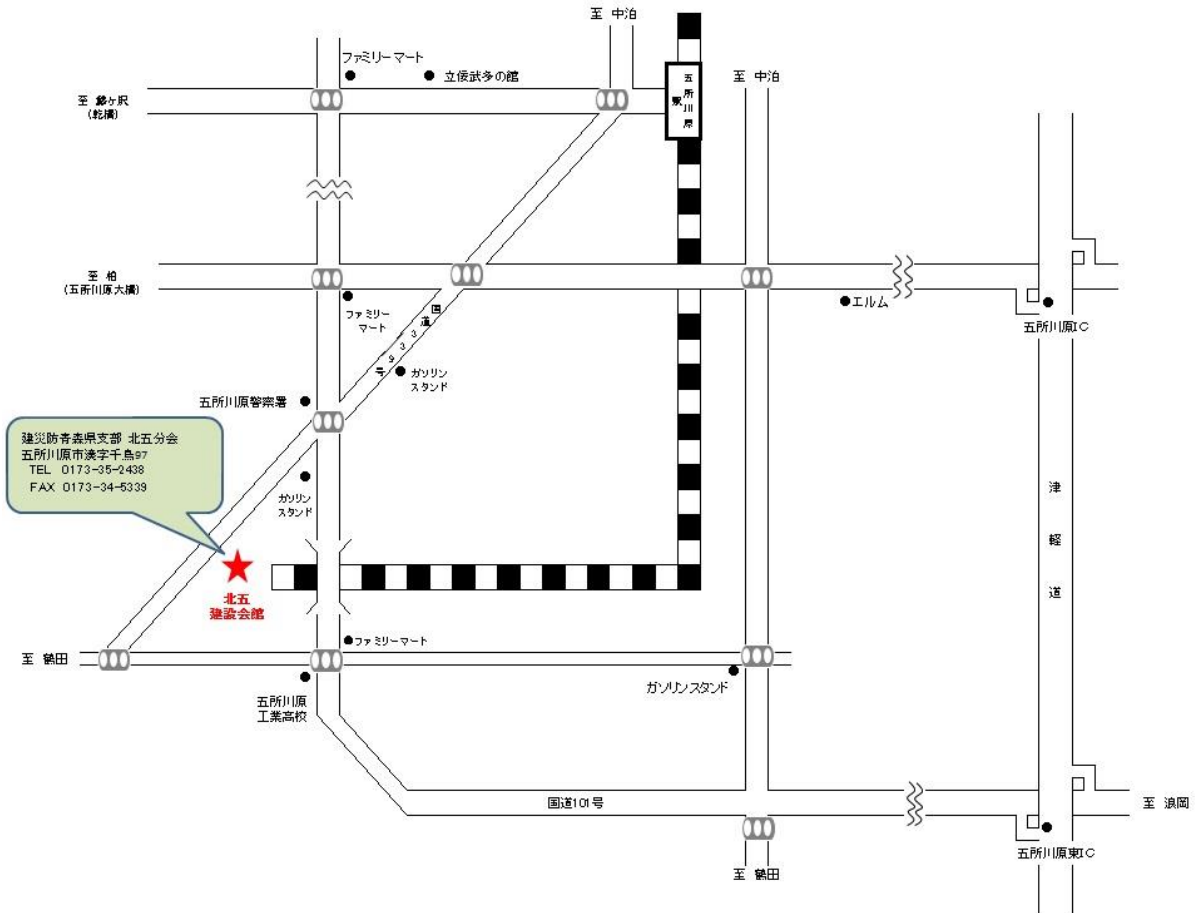 至 中泊
ファミリーマート
立佞武多の館
至 鰺ヶ沢
(乾橋)
五所川原
駅
至 中泊
至 柏
(五所川原大橋)
ファミリー
マート
国道339号
ガソリン
スタンド
エルム
五所川原IC
五所川原警察署
建災防青森県支部 北五分会
五所川原市湊字千鳥97
TEL 0173-35-2438
FAX 0173-34-5339
ガソリン
スタンド
津軽道
北五
建設会館
至 鶴田
ファミリーマート
五所川原
工業高校
ガソリンスタンド
国道101号
至 浪岡
五所川原東IC
至 鶴田